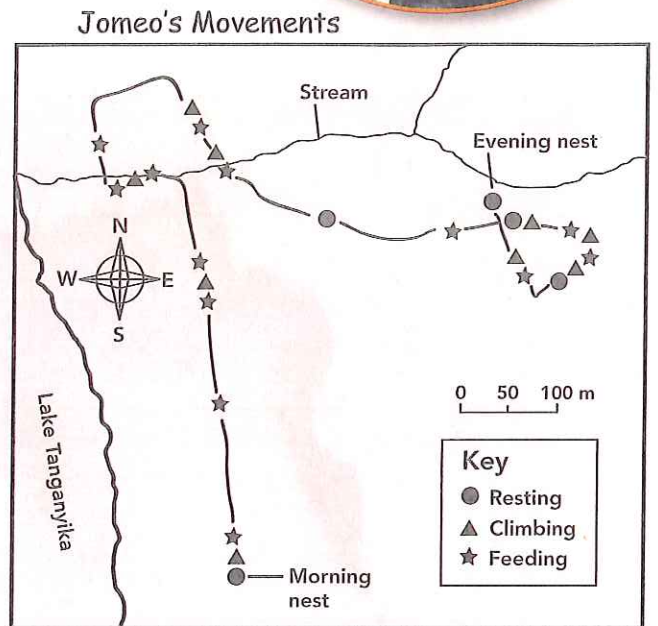 Jomeo's Movements
Stream
Evening nest
N
W E
S
0 50 100 m
Lake Tanganyika
Key
Resting
Climbing
Feeding
Morning
nest